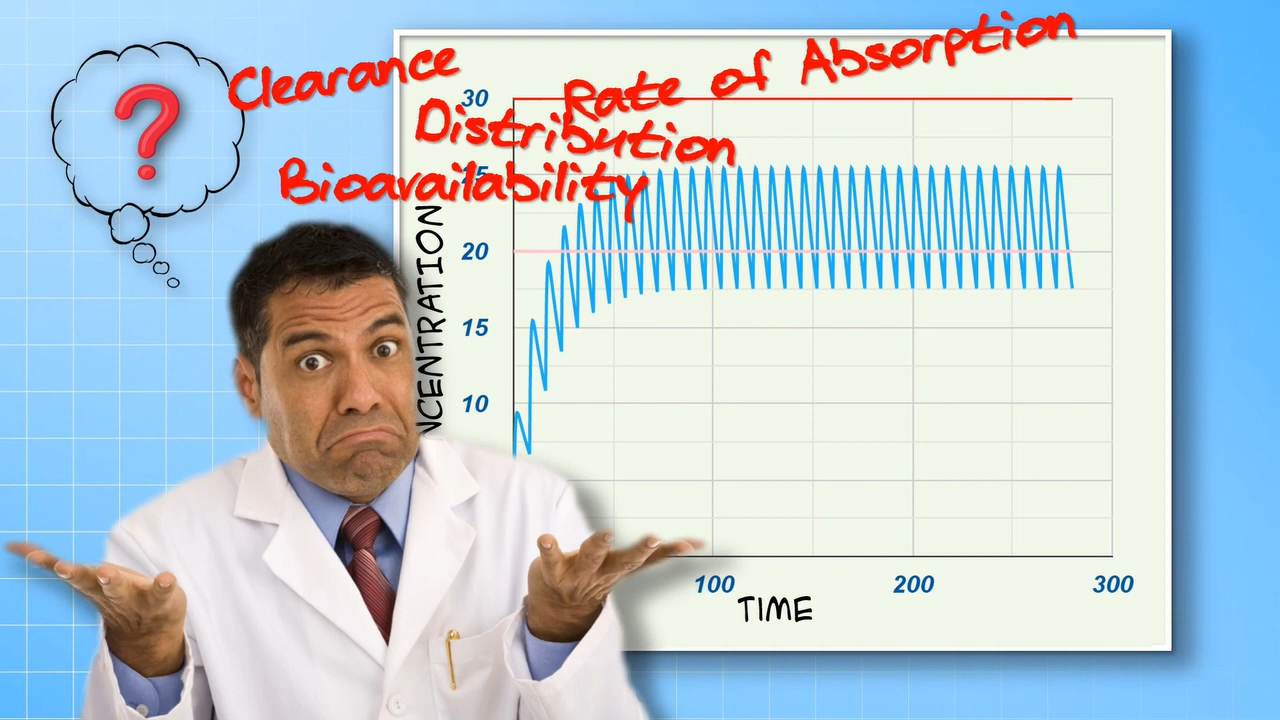 ?
Clearance
Rate of Absorption
Distribution
Bioavailability
30
20
15
10
NCENTRATION
100
200
300
TIME